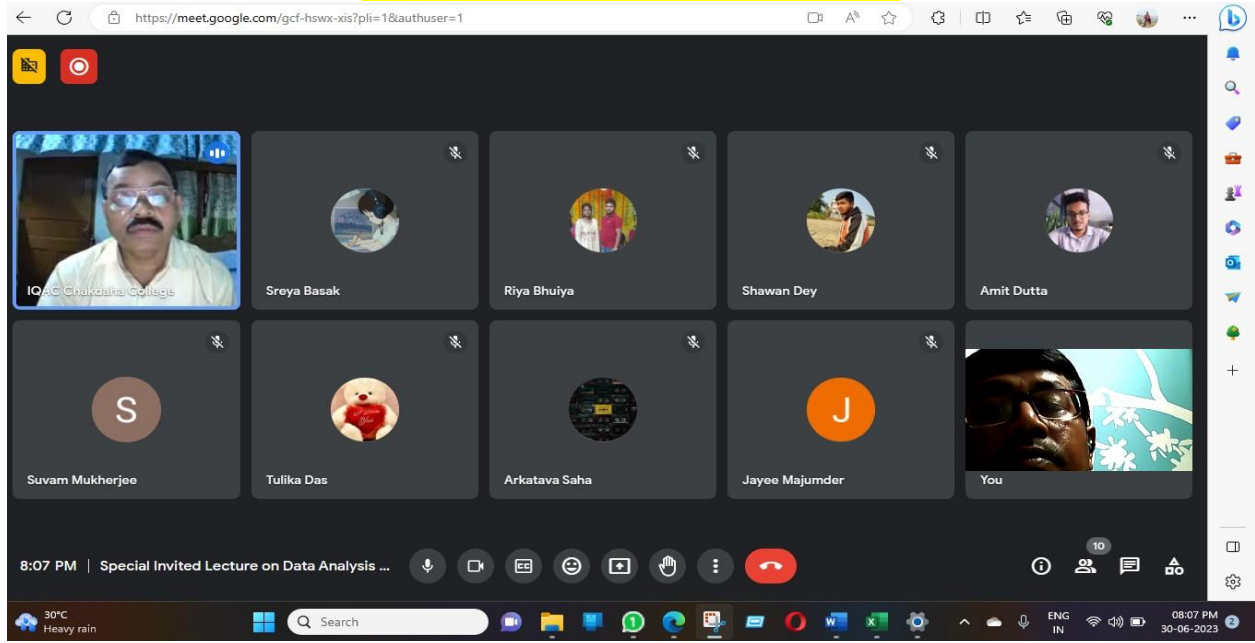 https://meet.google.com/gcf-hswx-xis?pli=1&authuser=1
IQAC Chakdaha College
Sreya Basak
Riya Bhuiya
Shawan Dey
Amit Dutta
S
J
Suvam Mukherjee
Tulika Das
Arkatava Saha
Jayee Majumder
You
10
8:07 PM | Special Invited Lecture on Data Analysis ...
CC
30°C
Heavy rain
Search
1
ENG
IN
08:07 PM
30-06-2023
2